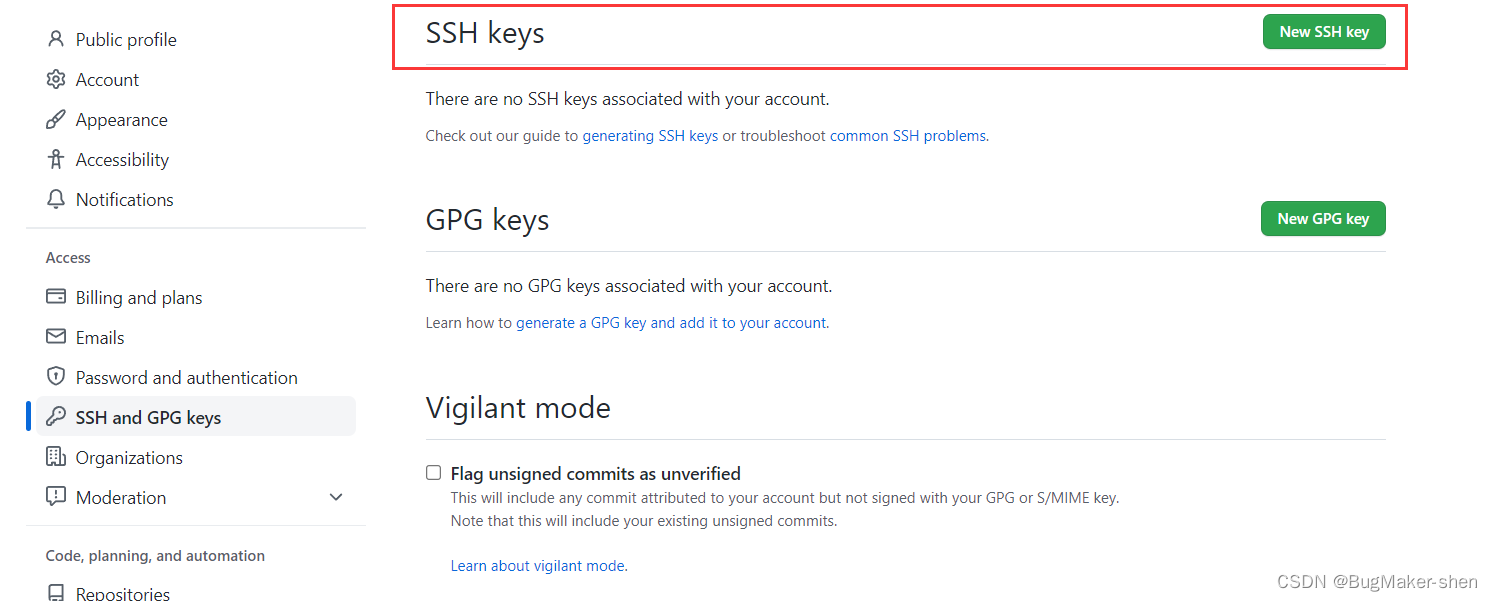 Public profile
Account
Appearance
Accessibility
Notifications
Access
Billing and plans
Emails
Password and authentication
SSH and GPG keys
Organizations
Moderation
Code, planning, and automation
Repositories
SSH keys
New SSH key
There are no SSH keys associated with your account.
Check out our guide to generating SSH keys or troubleshoot common SSH problems.
GPG keys
New GPG key
There are no GPG keys associated with your account.
Learn how to generate a GPG key and add it to your account.
Vigilant mode
Flag unsigned commits as unverified
This will include any commit attributed to your account but not signed with your GPG or S/MIME key.
Note that this will include your existing unsigned commits.
Learn about vigilant mode.
CSDN @BugMaker-shen